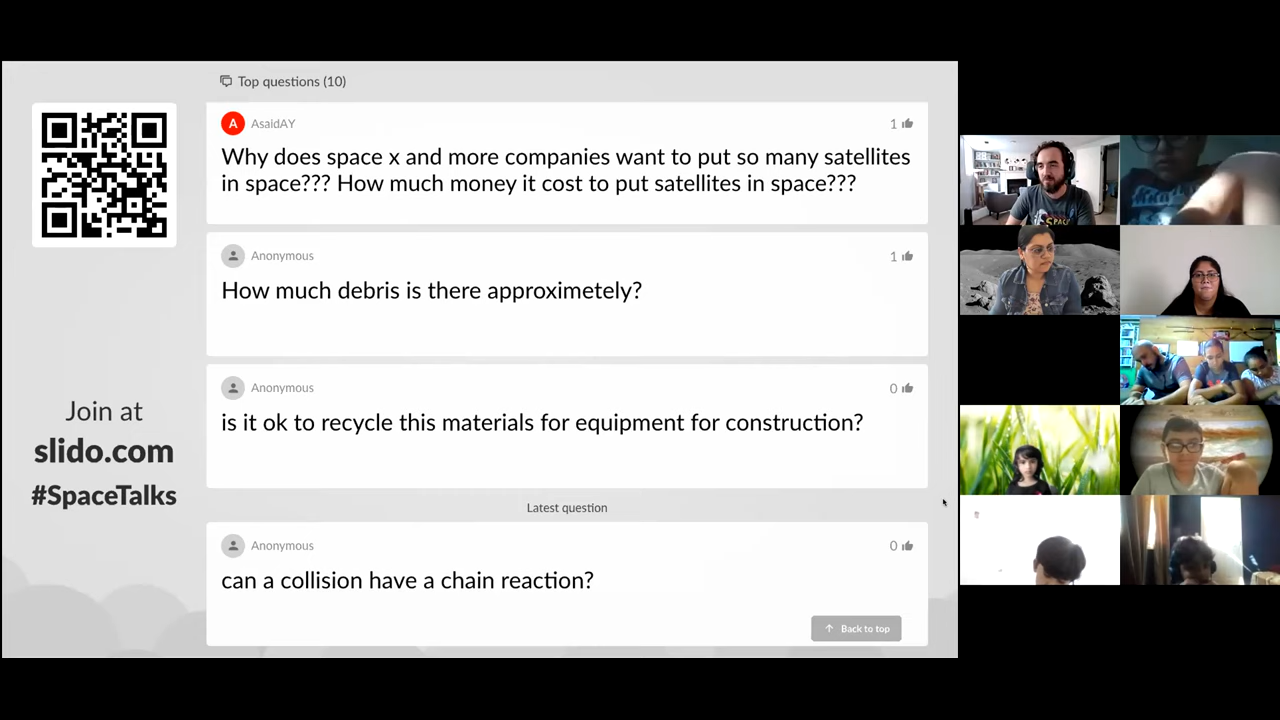 Top questions (10)
A AsaidAY 1
Why does space x and more companies want to put so many satellites
in space??? How much money it cost to put satellites in space???
Anonymous 1
How much debris is there approximetely?
Anonymous 0
is it ok to recycle this materials for equipment for construction?
Latest question
Anonymous 0
can a collision have a chain reaction?
Back to top
Join at
slido.com
#SpaceTalks
SPACE